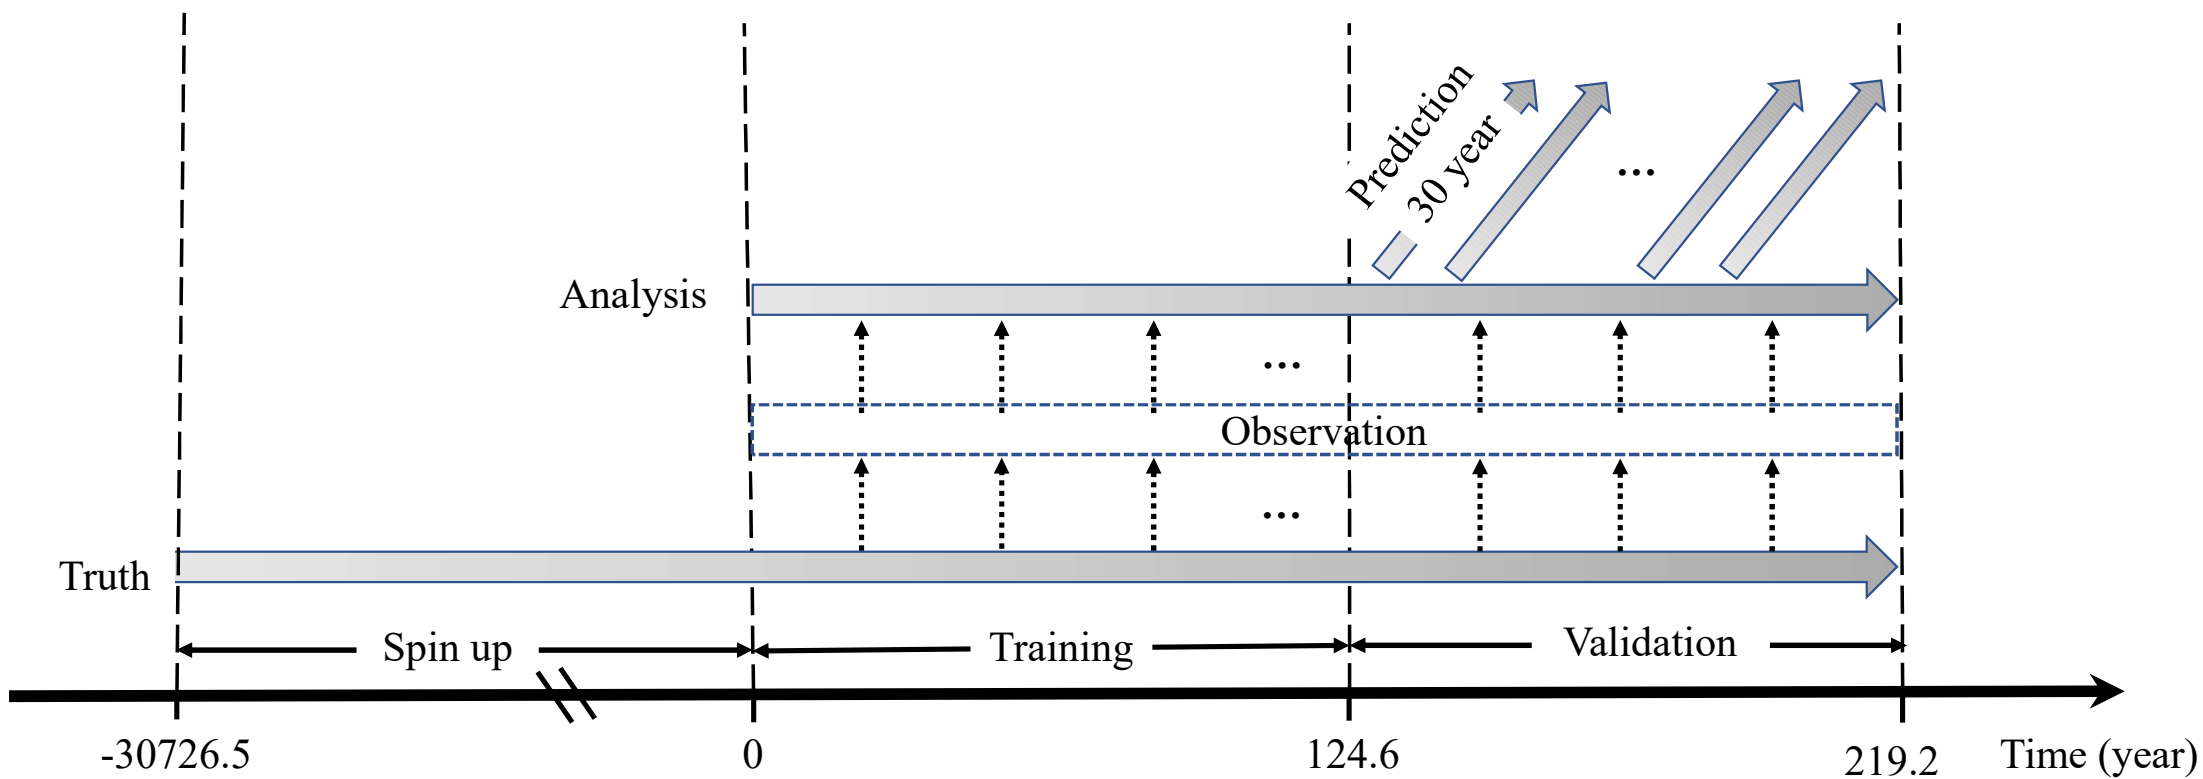 Prediction
30 year
...
Analysis
...
Observation
...
Truth
Spin up
Training
Validation
-30726.5
0
124.6
219.2
Time (year)